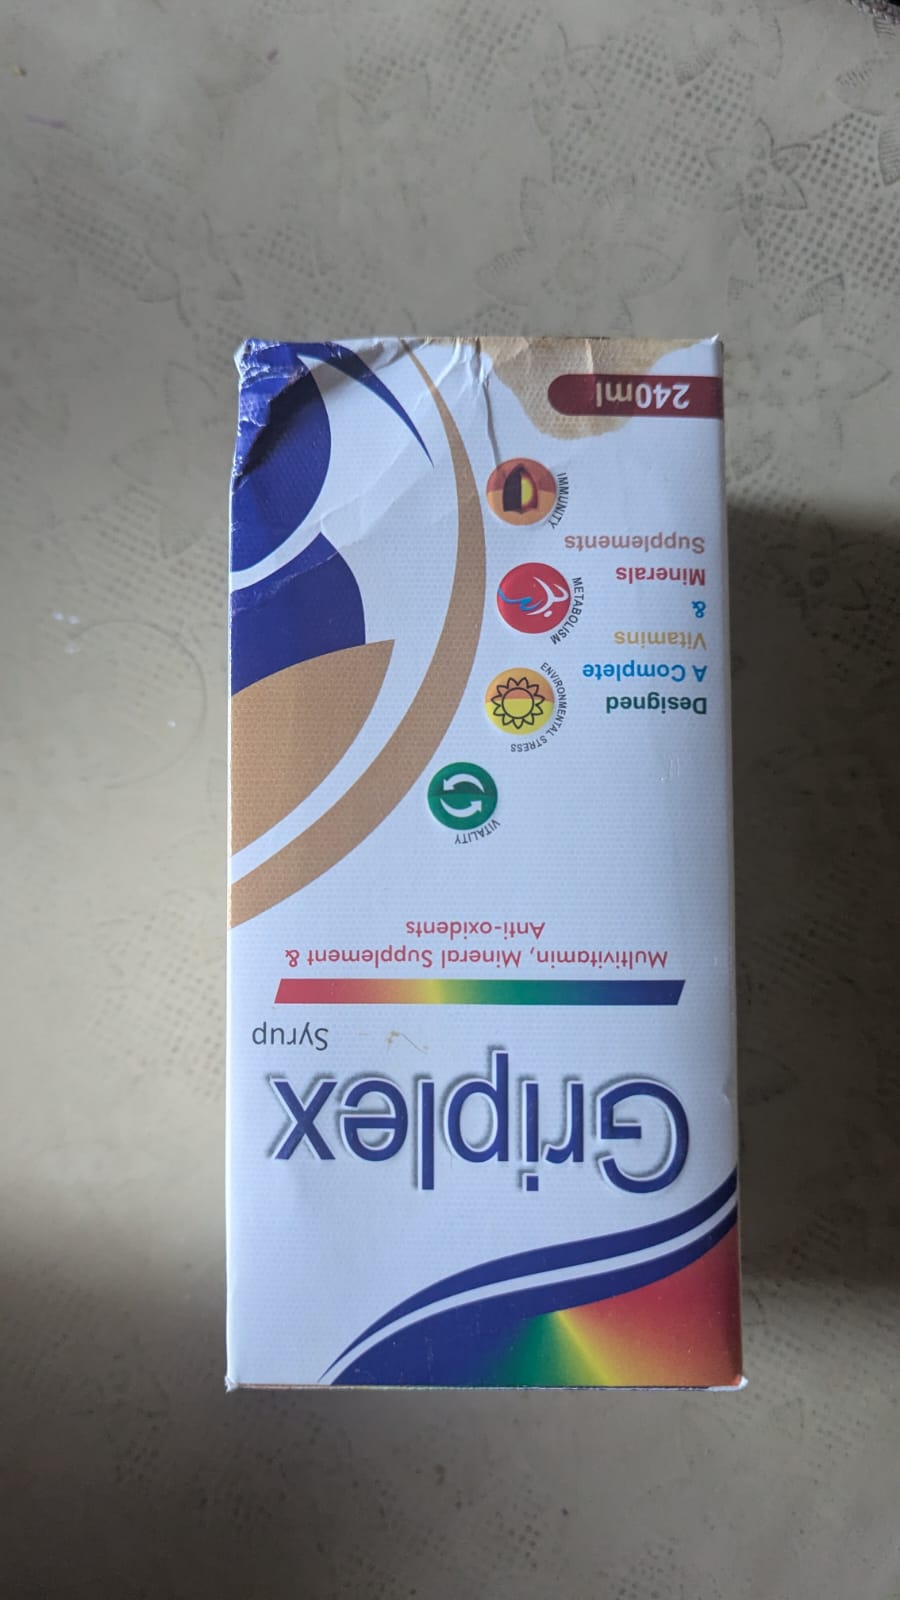 Griplex
Syrup
Multivitamin, Mineral Supplement &
Anti-oxidents
VITALITY
ENVIRONMENTAL STRESS
METABOLISM
IMMUNITY
Designed
A Complete
Vitamins
&
Minerals
Supplements
240ml